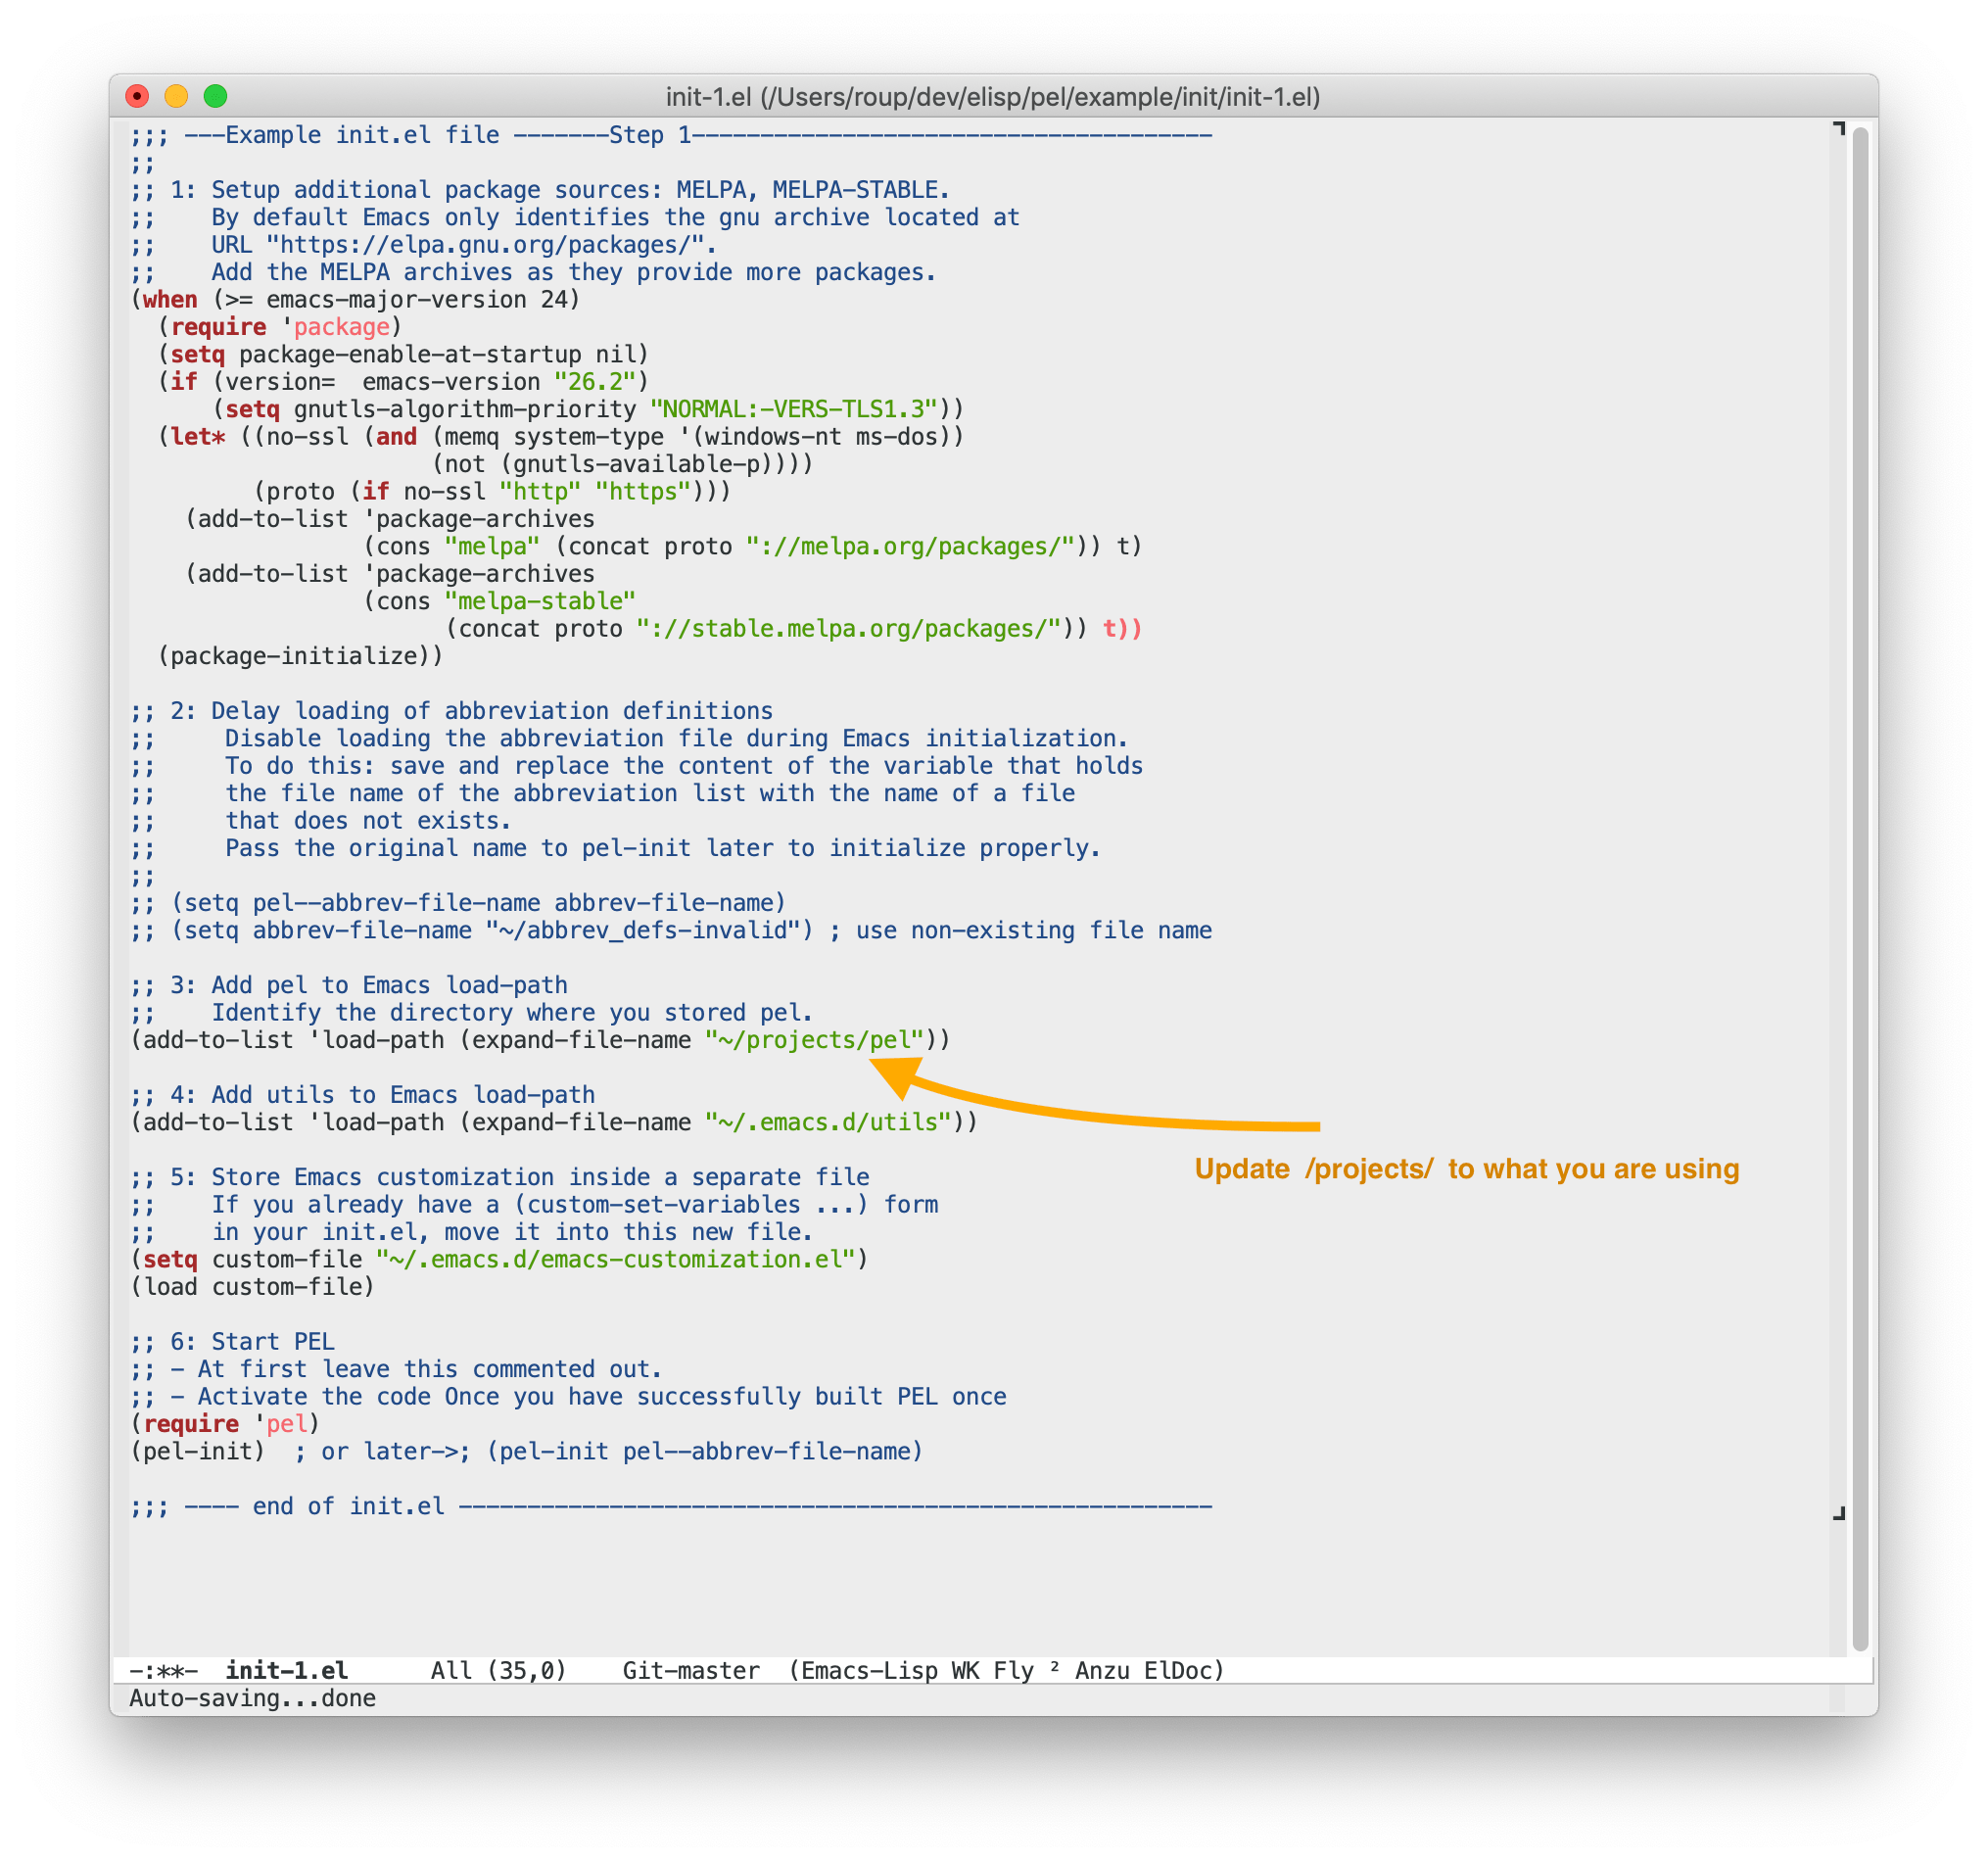 init-1.el (/Users/roup/dev/elisp/pel/example/init/init-1.el)
;;; ---Example init.el file -------Step 1--------------------------------------
;;
;; 1: Setup additional package sources: MELPA, MELPA-STABLE.
;;    By default Emacs only identifies the gnu archive located at
;;    URL "https://elpa.gnu.org/packages/".
;;    Add the MELPA archives as they provide more packages.
(when (>= emacs-major-version 24)
  (require 'package)
  (setq package-enable-at-startup nil)
  (if (version=  emacs-version "26.2")
      (setq gnutls-algorithm-priority "NORMAL:-VERS-TLS1.3"))
  (let* ((no-ssl (and (memq system-type '(windows-nt ms-dos))
                      (not (gnutls-available-p))))
         (proto (if no-ssl "http" "https")))
    (add-to-list 'package-archives
                 (cons "melpa" (concat proto "://melpa.org/packages/")) t)
    (add-to-list 'package-archives
                 (cons "melpa-stable"
                       (concat proto "://stable.melpa.org/packages/")) t))
  (package-initialize))
;; 2: Delay loading of abbreviation definitions
;;     Disable loading the abbreviation file during Emacs initialization.
;;     To do this: save and replace the content of the variable that holds
;;     the file name of the abbreviation list with the name of a file
;;     that does not exists.
;;     Pass the original name to pel-init later to initialize properly.
;;
;; (setq pel--abbrev-file-name abbrev-file-name)
;; (setq abbrev-file-name "~/abbrev_defs-invalid") ; use non-existing file name
;; 3: Add pel to Emacs load-path
;;    Identify the directory where you stored pel.
(add-to-list 'load-path (expand-file-name "~/projects/pel"))
;; 4: Add utils to Emacs load-path
(add-to-list 'load-path (expand-file-name "~/.emacs.d/utils"))
Update  /projects/  to what you are using
;; 5: Store Emacs customization inside a separate file
;;    If you already have a (custom-set-variables ...) form
;;    in your init.el, move it into this new file.
(setq custom-file "~/.emacs.d/emacs-customization.el")
(load custom-file)
;; 6: Start PEL
;; - At first leave this commented out.
;; - Activate the code Once you have successfully built PEL once
(require 'pel)
(pel-init)  ; or later->; (pel-init pel--abbrev-file-name)
;;; ---- end of init.el -------------------------------------------------------
-:**-  init-1.el      All (35,0)    Git-master  (Emacs-Lisp WK Fly ² Anzu ElDoc)
Auto-saving...done